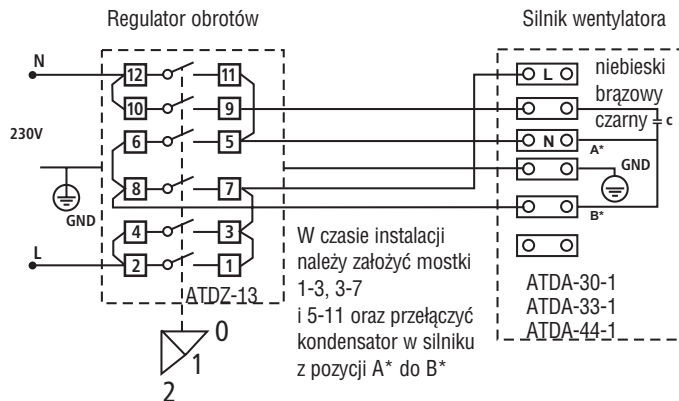 Regulator obrotów
Silnik wentylatora
N
12
11
L
niebieski
10
9
brązowy
230V
6
5
N
czarny
c
A*
GND
GND
8
7
B*
4
3
W czasie instalacji
należy założyć mostki
1-3, 3-7
i 5-11 oraz przełączyć
kondensator w silniku
z pozycji A* do B*
L
2
1
ATDZ-13
ATDA-30-1
ATDA-33-1
ATDA-44-1
0
1
2